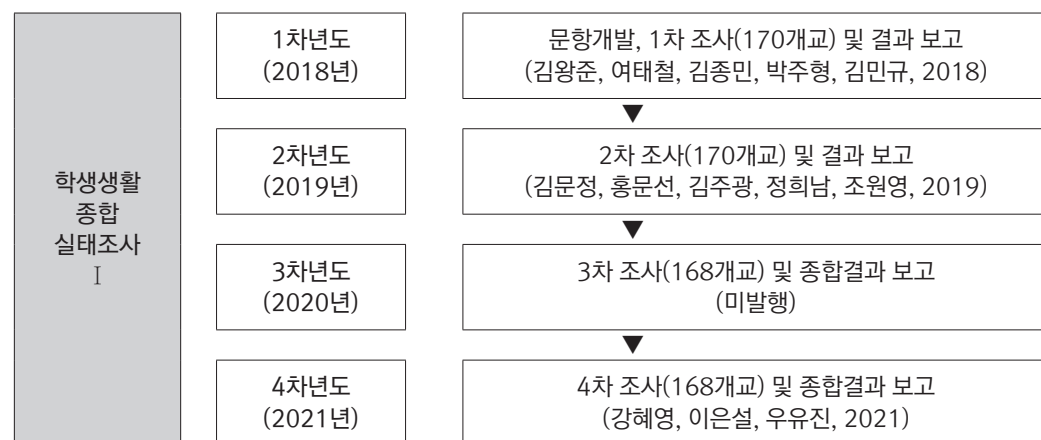 학생생활
종합
실태조사
Ⅰ
1차년도
(2018년)
문항개발, 1차 조사(170개교) 및 결과 보고
(김왕준, 여태철, 김종민, 박주형, 김민규, 2018)
▼
2차년도
(2019년)
2차 조사(170개교) 및 결과 보고
(김문정, 홍문선, 김주광, 정희남, 조원영, 2019)
▼
3차년도
(2020년)
3차 조사(168개교) 및 종합결과 보고
(미발행)
▼
4차년도
(2021년)
4차 조사(168개교) 및 종합결과 보고
(강혜영, 이은설, 우유진, 2021)